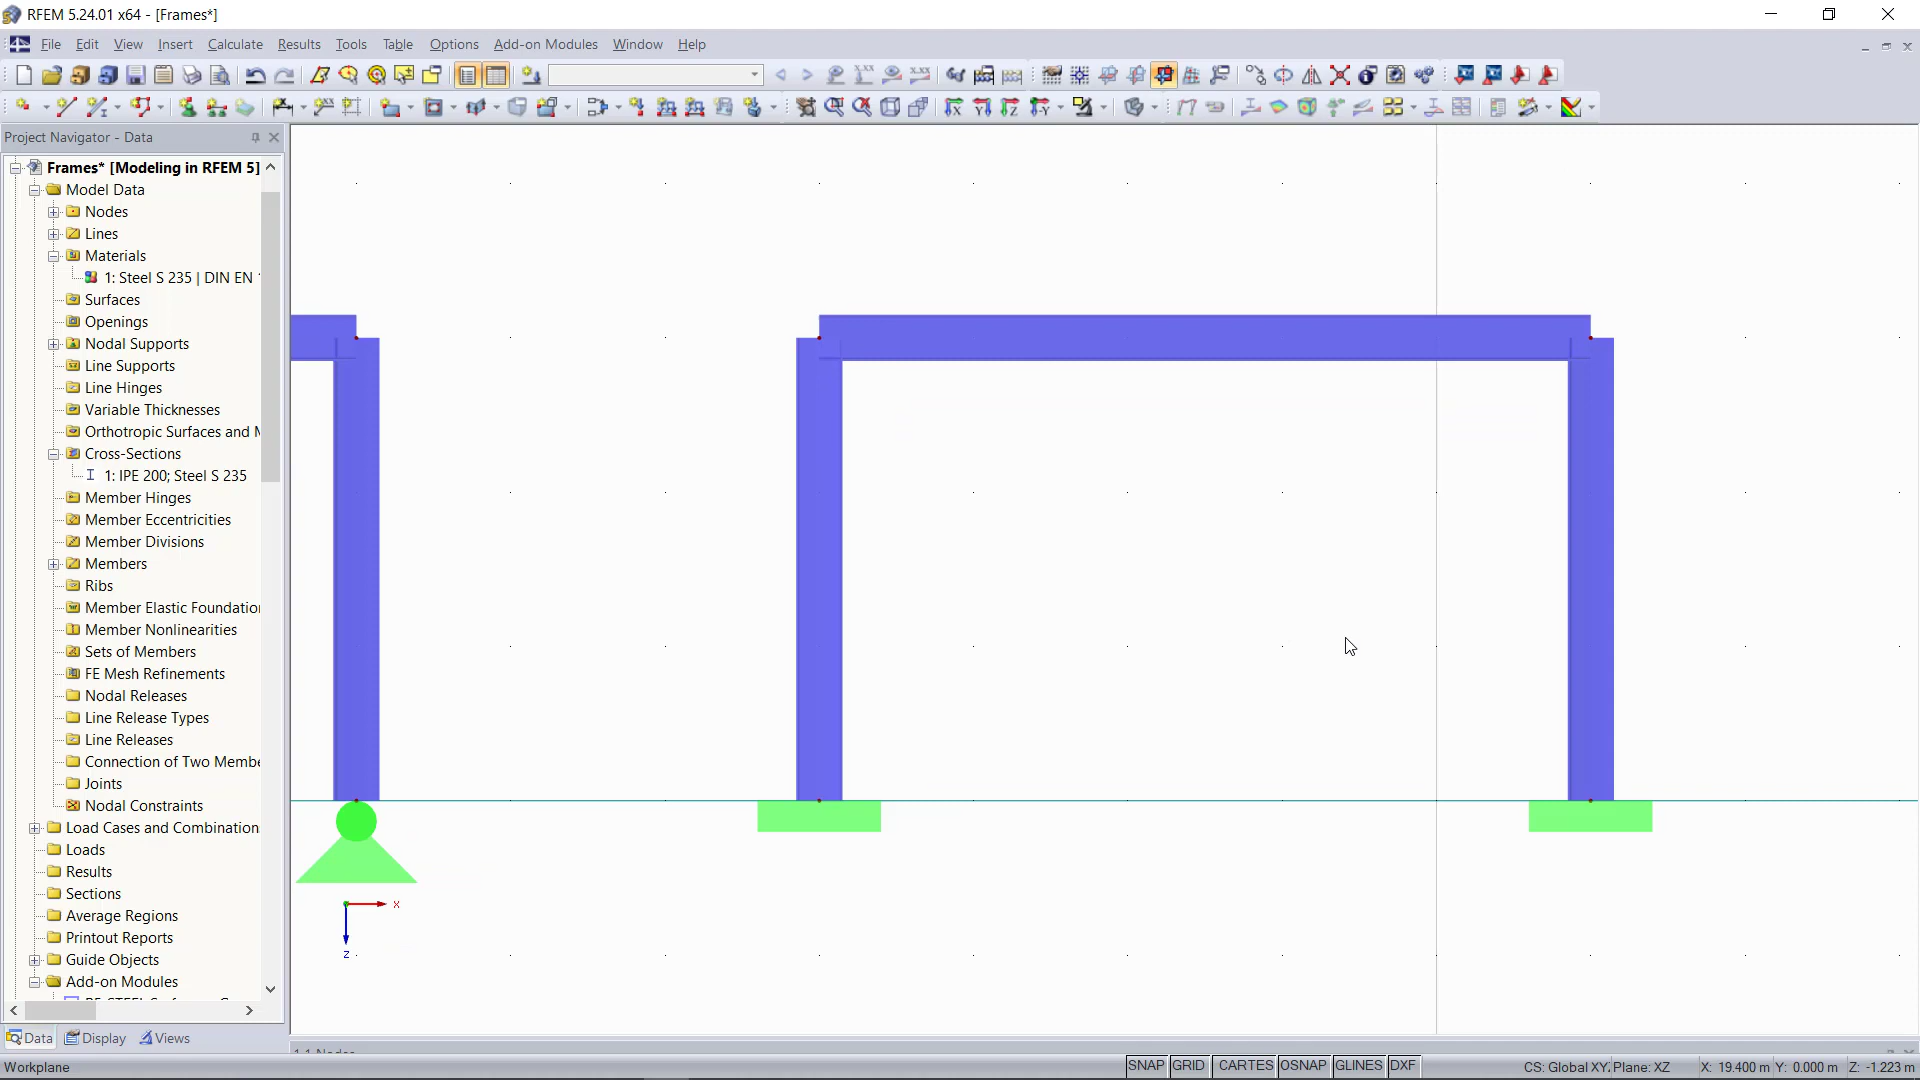 RFEM 5.24.01 x64 - [Frames*]
File Edit View Insert Calculate Results Tools Table Options Add-on Modules Window Help
Project Navigator - Data
Frames* [Modeling in RFEM 5]
Model Data
Nodes
Lines
Materials
1: Steel S 235 | DIN EN
Surfaces
Openings
Nodal Supports
Line Supports
Line Hinges
Variable Thicknesses
Orthotropic Surfaces and
Cross-Sections
1: IPE 200; Steel S 235
Member Hinges
Member Eccentricities
Member Divisions
Members
Ribs
Member Elastic Foundatio
Member Nonlinearities
Sets of Members
FE Mesh Refinements
Nodal Releases
Line Release Types
Line Releases
Connection of Two Membe
Joints
Nodal Constraints
Load Cases and Combination
Loads
Results
Sections
Average Regions
Printout Reports
Guide Objects
Add-on Modules
x
z
Data Display Views
Workplane
SNAP GRID CARTES OSNAP GLINES DXF
CS: Global XY; Plane: XZ
X: 19.400 m Y: 0.000 m Z: -1.223 m